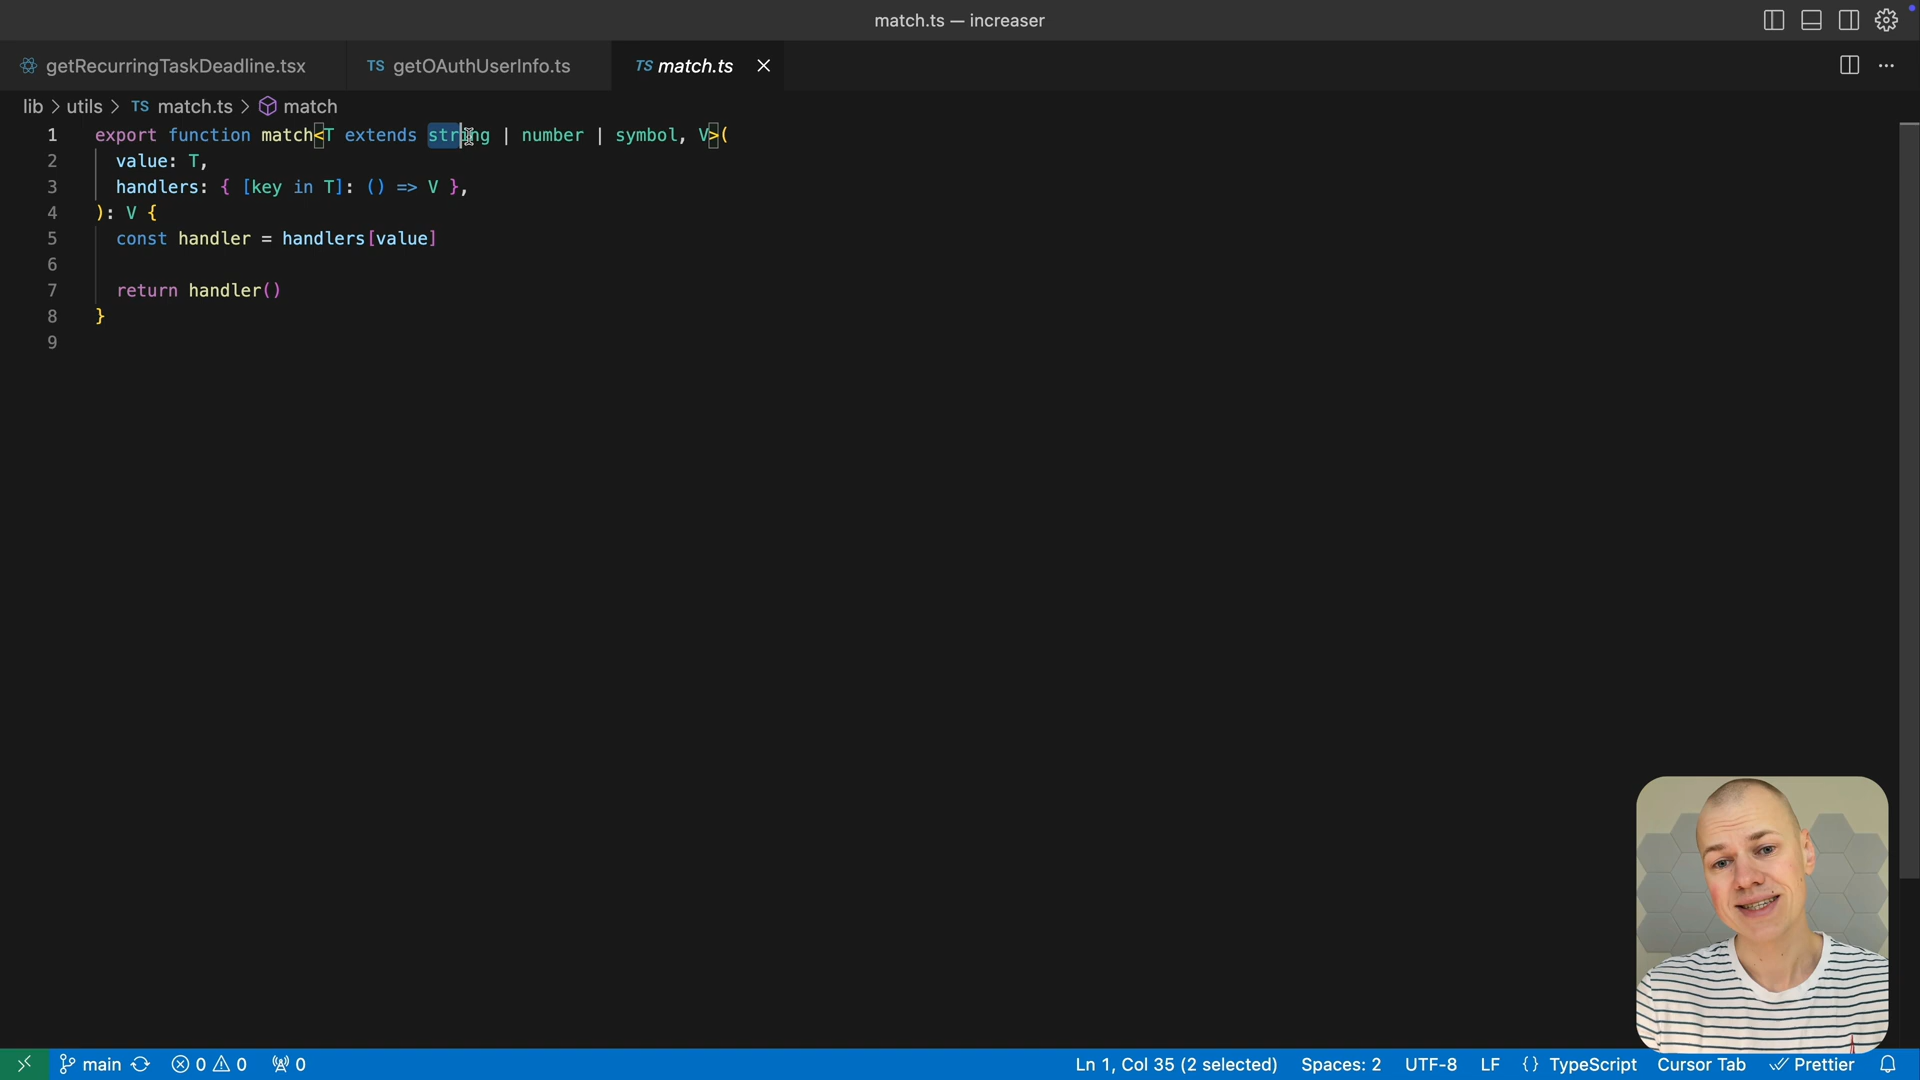 match.ts — increaser
getRecurringTaskDeadline.tsx
TS getOAuthUserInfo.ts
TS match.ts
lib > utils > TS match.ts > match
1 export function match<T extends string | number | symbol, V>(
2 value: T,
3 handlers: { [key in T]: () => V },
4 ): V {
5 const handler = handlers[value]
6
7 return handler()
8 }
9
main 0 0 0 Ln 1, Col 35 (2 selected) Spaces: 2 UTF-8 LF {} TypeScript Cursor Tab Prettier